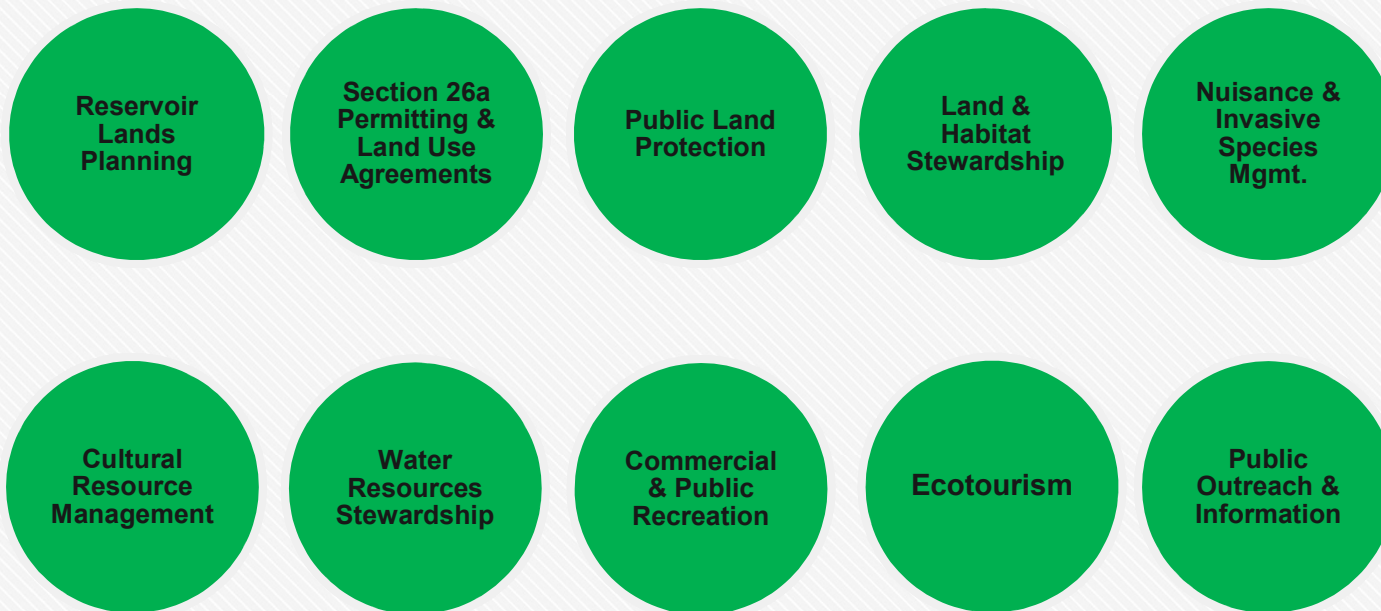 Reservoir
Lands
Planning
Section 26a
Permitting &
Land Use
Agreements
Public Land
Protection
Land &
Habitat
Stewardship
Nuisance &
Invasive
Species
Mgmt.
Cultural
Resource
Management
Water
Resources
Stewardship
Commercial
& Public
Recreation
Ecotourism
Public
Outreach &
Information